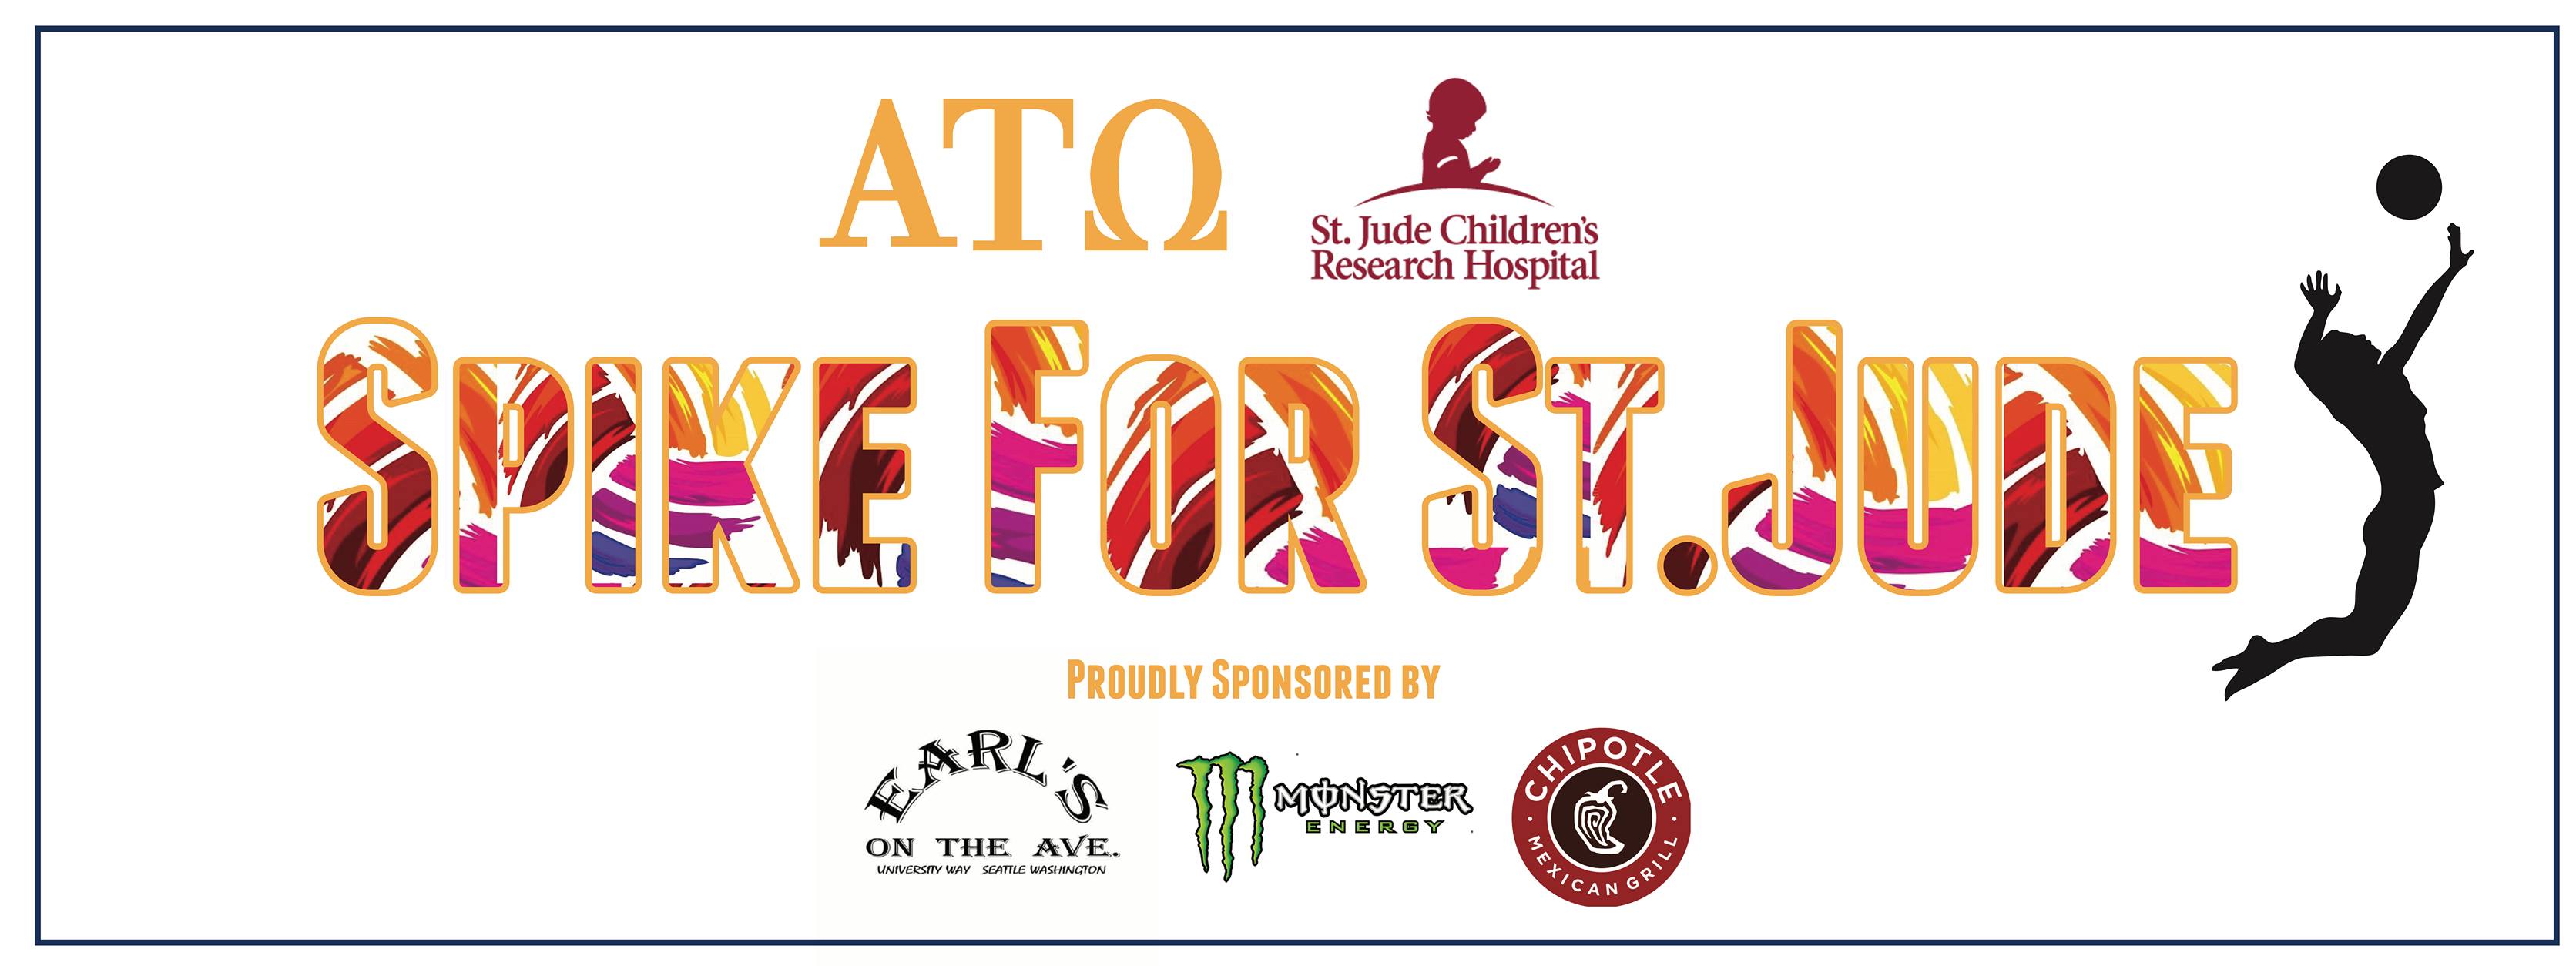 ΑΤΩ
St. Jude Children's
Research Hospital
SPIKE FOR ST. JUDE
PROUDLY SPONSORED BY
EARL'S
ON THE AVE.
UNIVERSITY WAY SEATTLE WASHINGTON
MONSTER
ENERGY
CHIPOTLE
MEXICAN GRILL